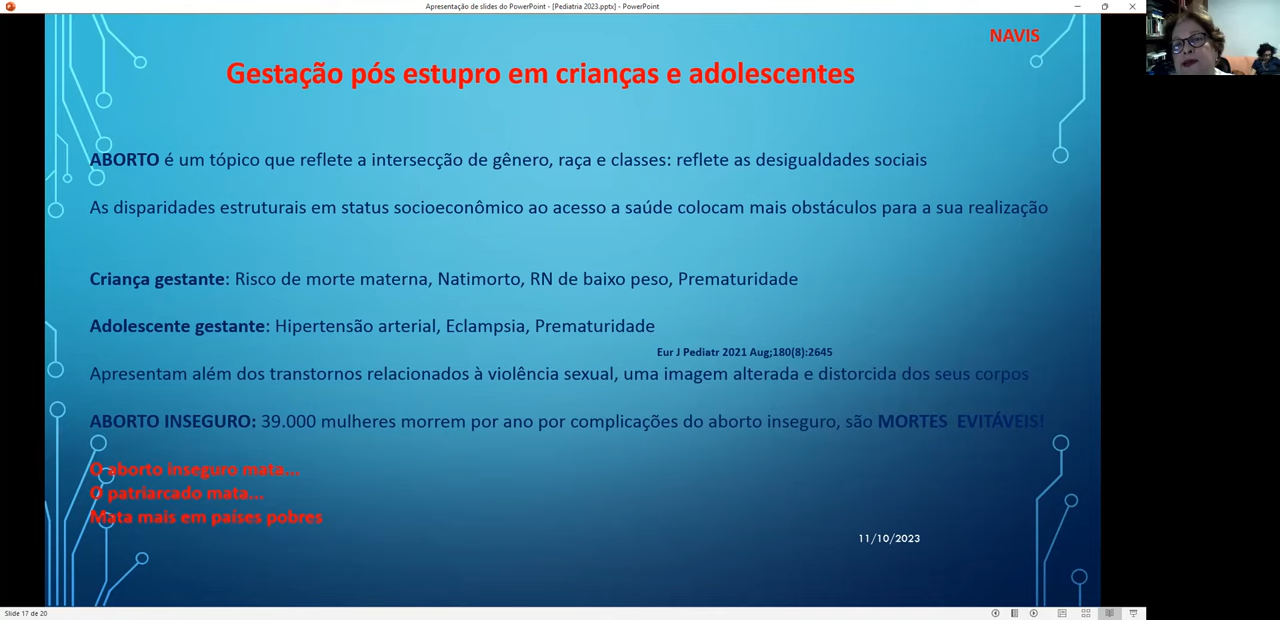 Apresentação de slides do PowerPoint - [Pediatria 2023.pptx] - PowerPoint
NAVIS
Gestação pós estupro em crianças e adolescentes
ABORTO é um tópico que reflete a intersecção de gênero, raça e classes: reflete as desigualdades sociais
As disparidades estruturais em status socioeconômico ao acesso a saúde colocam mais obstáculos para a sua realização
Criança gestante: Risco de morte materna, Natimorto, RN de baixo peso, Prematuridade
Adolescente gestante: Hipertensão arterial, Eclampsia, Prematuridade
Eur J Pediatr 2021 Aug;180(8):2645
Apresentam além dos transtornos relacionados à violência sexual, uma imagem alterada e distorcida dos seus corpos
ABORTO INSEGURO: 39.000 mulheres morrem por ano por complicações do aborto inseguro, são MORTES EVITÁVEIS!
O aborto inseguro mata...
O patriarcado mata...
Mata mais em países pobres
11/10/2023
Slide 17 de 20